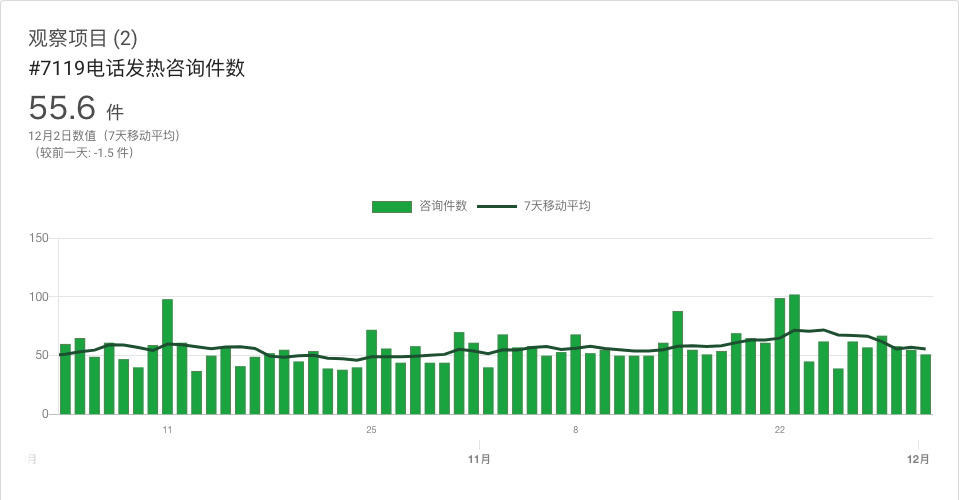 观察项目 (2)
#7119电话发热咨询件数
55.6 件
12月2日数值（7天移动平均）
（较前一天: -1.5 件）
咨询件数 7天移动平均
150
100
50
0
11 25 8 22
月 11月 12月